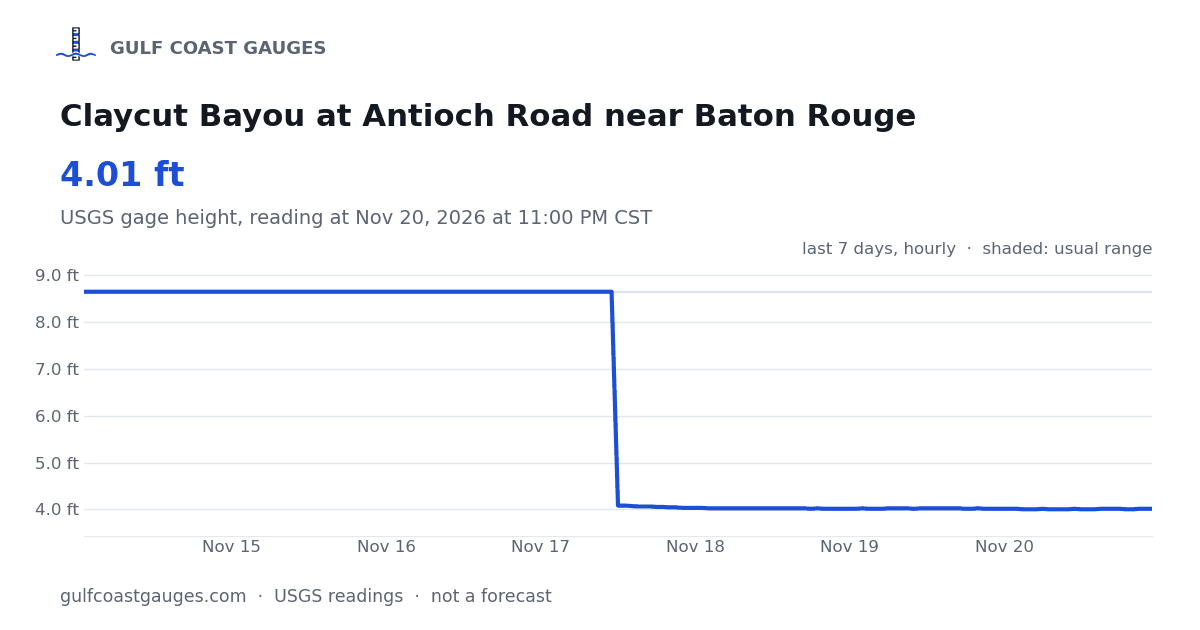 GULF COAST GAUGES
Claycut Bayou at Antioch Road near Baton Rouge
4.01 ft
USGS gage height, reading at Nov 20, 2026 at 11:00 PM CST
last 7 days, hourly · shaded: usual range
9.0 ft
8.0 ft
7.0 ft
6.0 ft
5.0 ft
4.0 ft
Nov 15 Nov 16 Nov 17 Nov 18 Nov 19 Nov 20
gulfcoastgauges.com · USGS readings · not a forecast